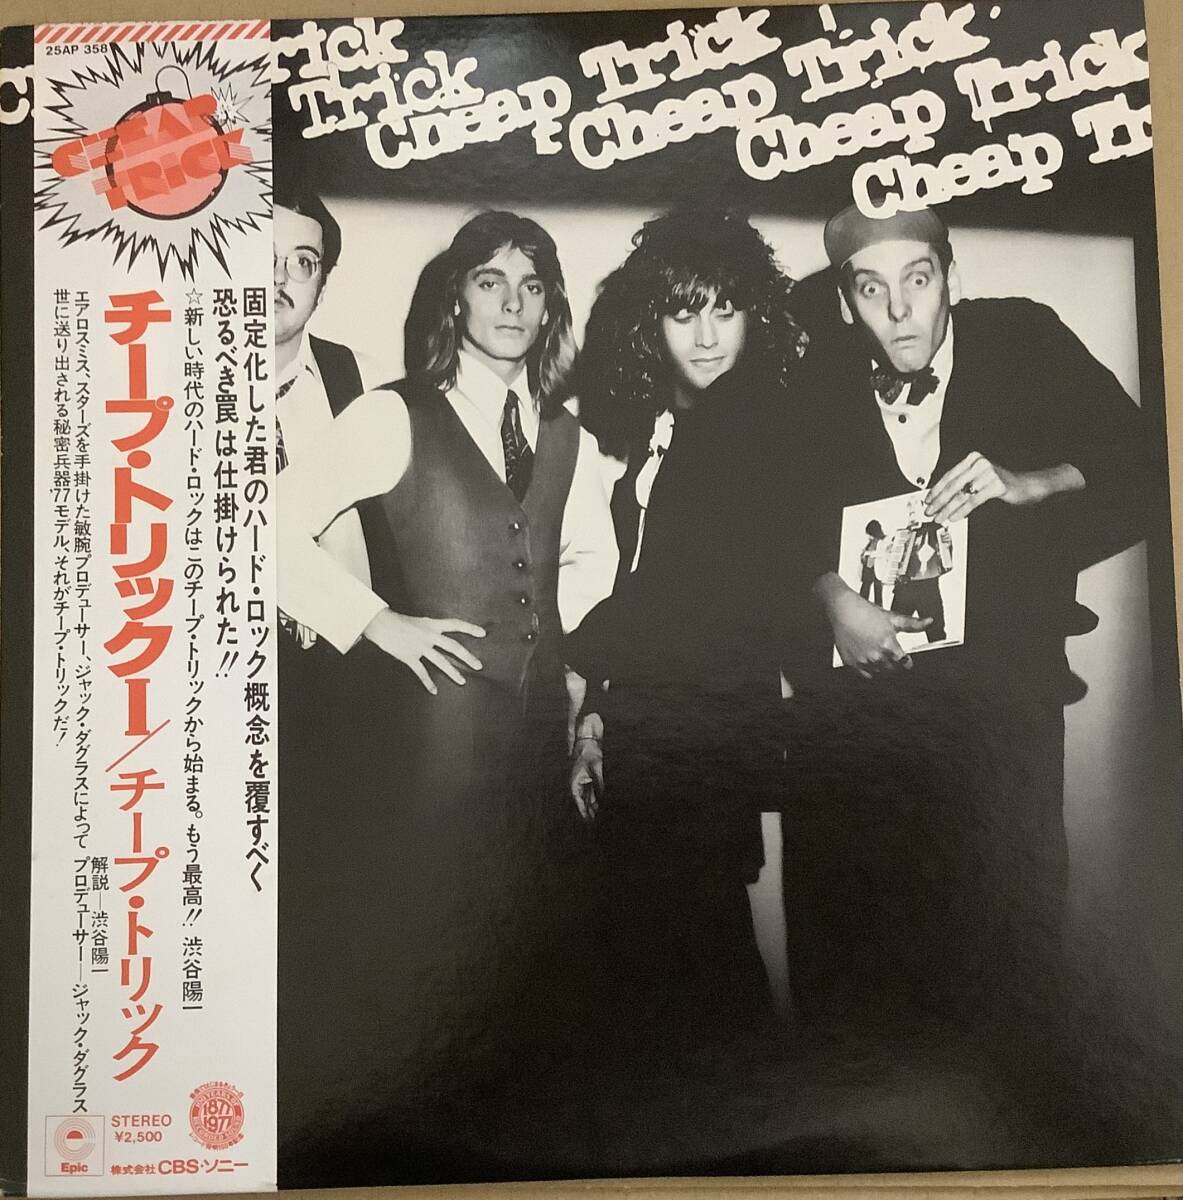 25AP 358
CHEAP
TRICK
固定化した君のハード・ロック概念を覆すべく
恐るべき罠は仕掛けられた!!
☆新しい時代のハード・ロックはこのチープ・トリックから始まる。もう最高!! 渋谷陽一
チープ・トリックⅠ/チープ・トリック
エアロスミス、スターズを手掛けた敏腕プロデューサー、ジャック・ダグラスによって
世に送り出される秘密兵器'77モデル、それがチープ・トリックだ!
解説—渋谷陽一
プロデューサー—ジャック・ダグラス
Epic
STEREO
¥2,500
1877
1977
株式会社 CBS・ソニー
Trick
Trick
Cheap Trick
Cheap Trick
Cheap Trick
Cheap Tr